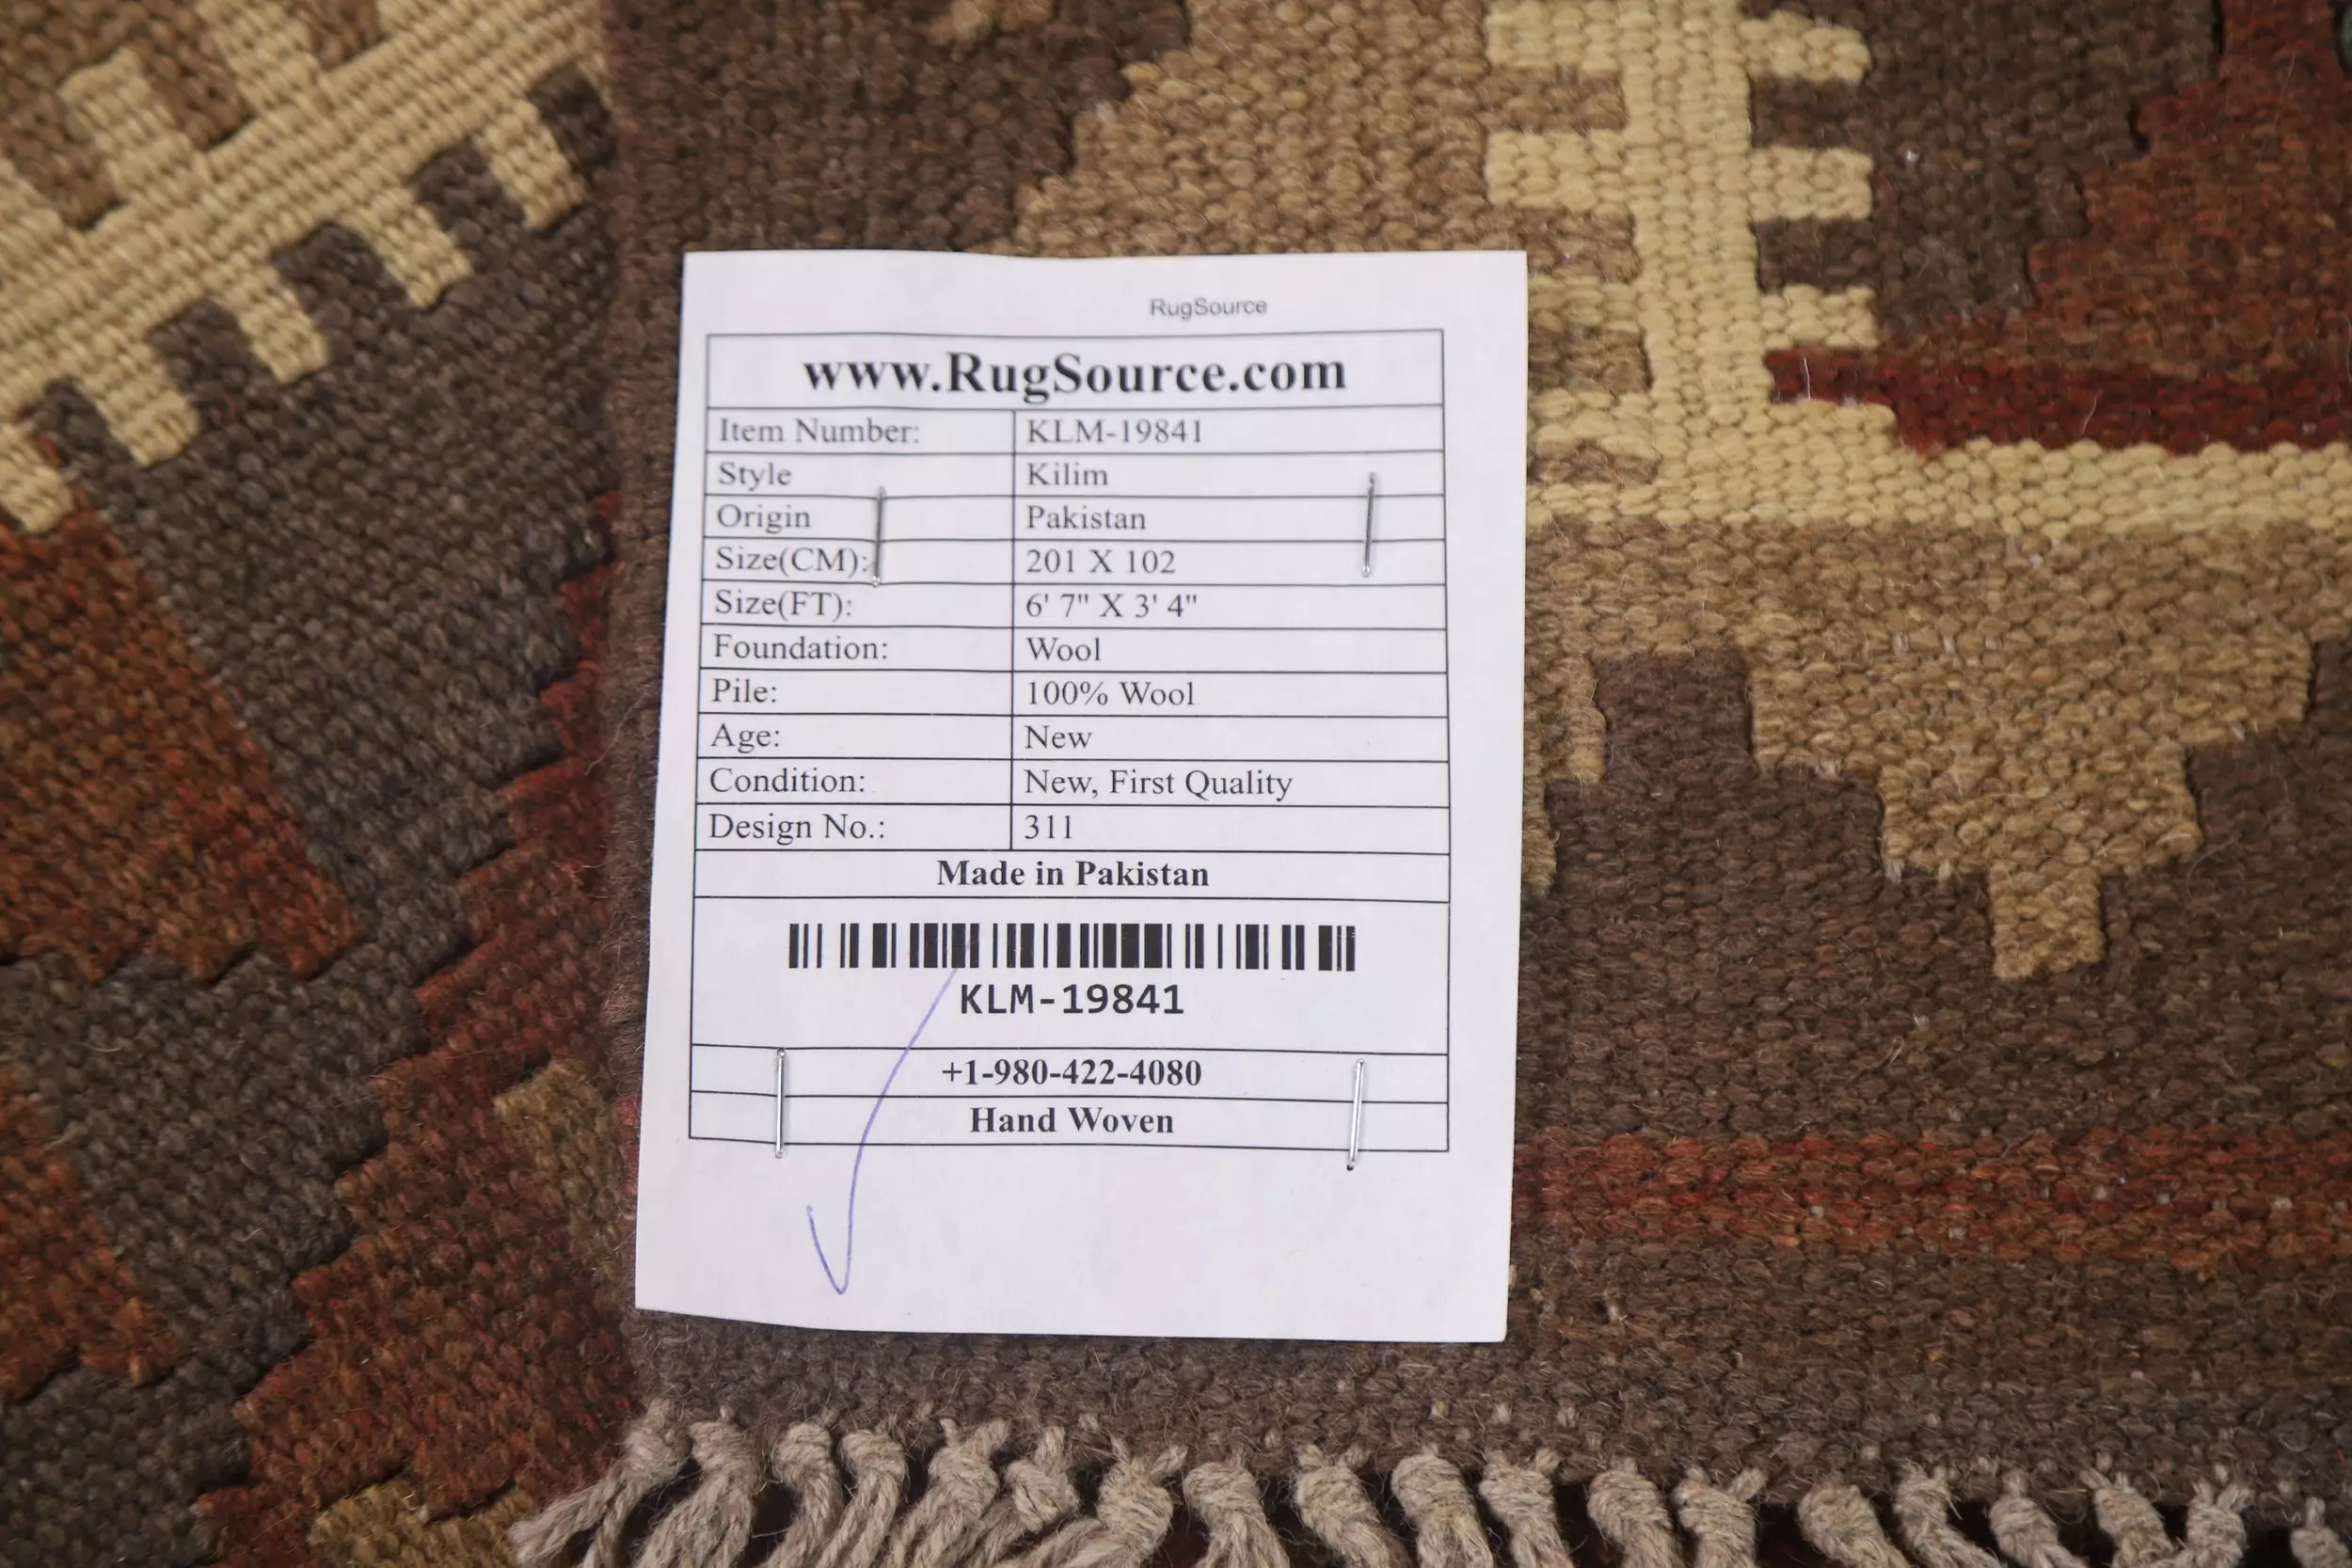 RugSource
www.RugSource.com
Item Number: KLM-19841
Style Kilim
Origin Pakistan
Size(CM): 201 X 102
Size(FT): 6' 7" X 3' 4"
Foundation: Wool
Pile: 100% Wool
Age: New
Condition: New, First Quality
Design No.: 311
Made in Pakistan
KLM-19841
+1-980-422-4080
Hand Woven